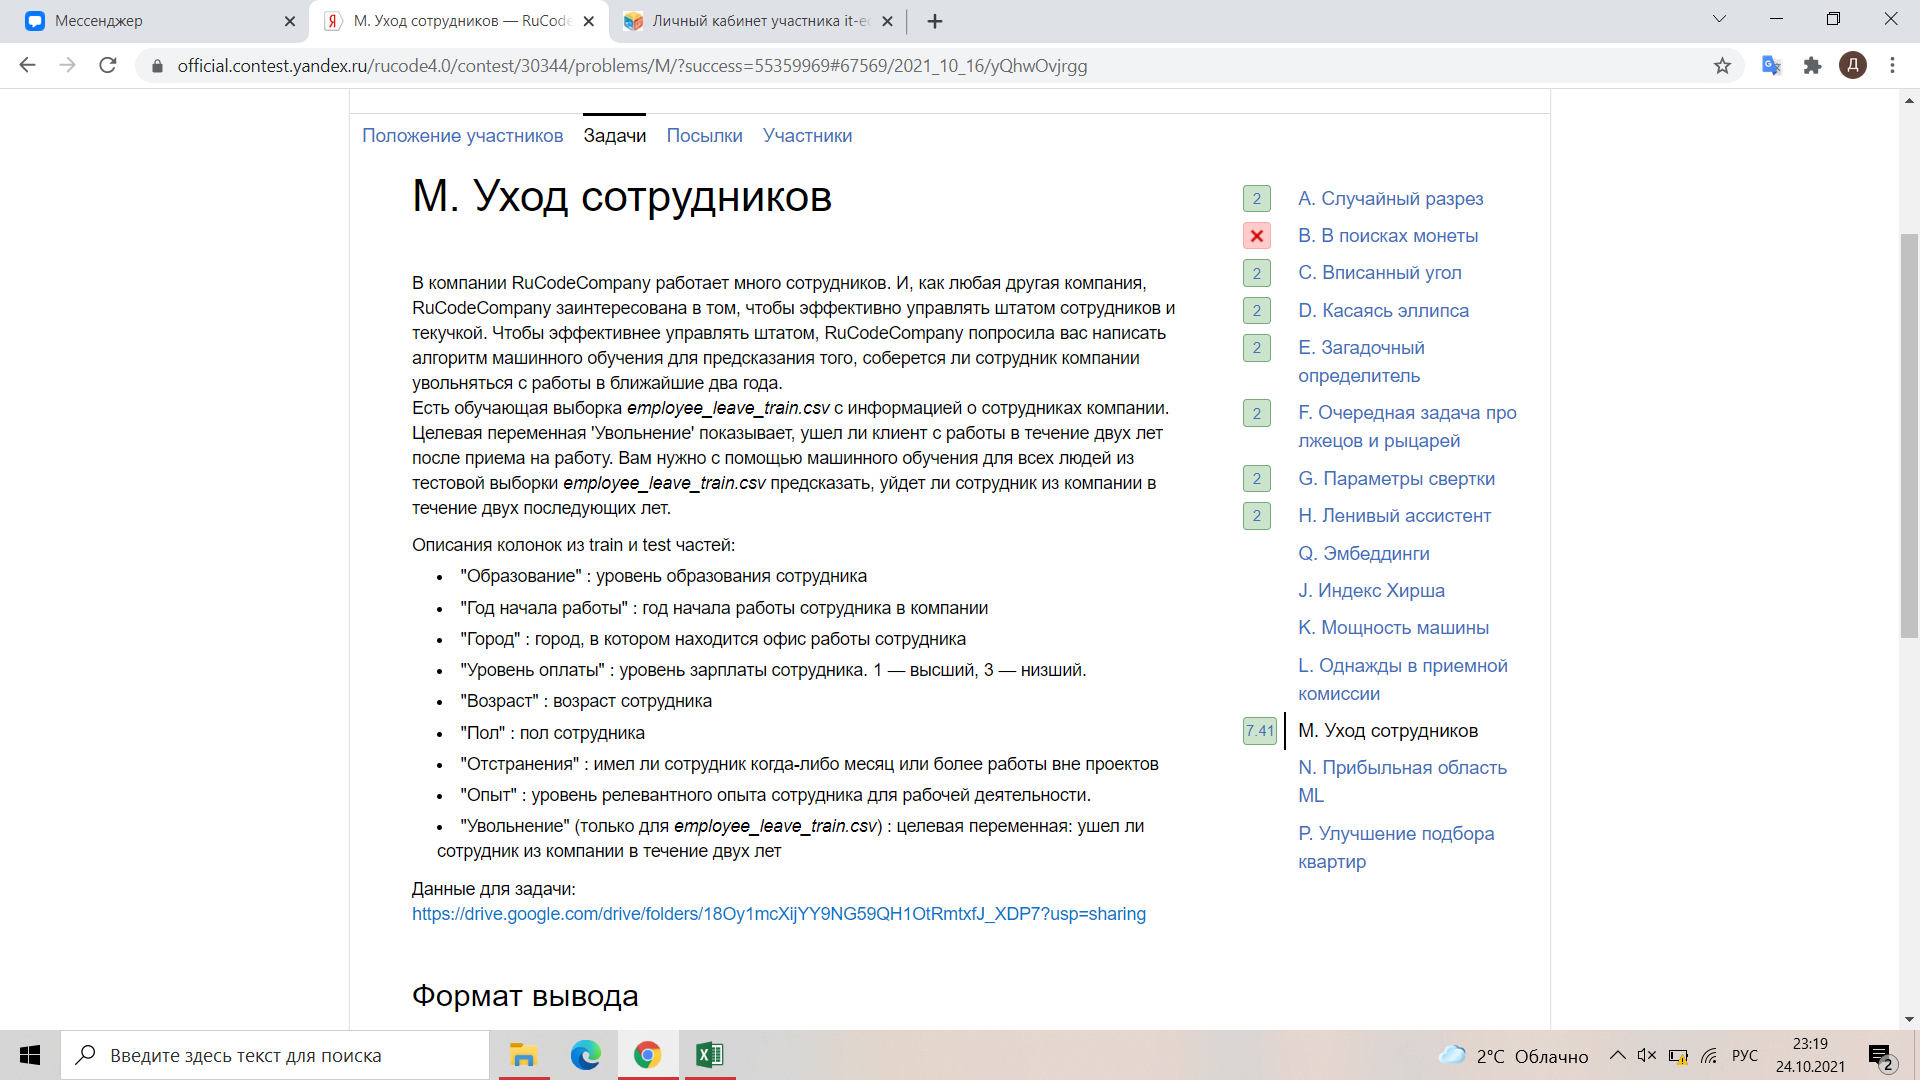 Мессенджер
М. Уход сотрудников — RuCode
Личный кабинет участника it-ed
official.contest.yandex.ru/rucode4.0/contest/30344/problems/M/?success=55359969#67569/2021_10_16/yQhwOvjrgg
Д
Положение участников Задачи Посылки Участники
М. Уход сотрудников
В компании RuCodeCompany работает много сотрудников. И, как любая другая компания,
RuCodeCompany заинтересована в том, чтобы эффективно управлять штатом сотрудников и
текучкой. Чтобы эффективнее управлять штатом, RuCodeCompany попросила вас написать
алгоритм машинного обучения для предсказания того, соберется ли сотрудник компании
увольняться с работы в ближайшие два года.
Есть обучающая выборка employee_leave_train.csv с информацией о сотрудниках компании.
Целевая переменная 'Увольнение' показывает, ушел ли клиент с работы в течение двух лет
после приема на работу. Вам нужно с помощью машинного обучения для всех людей из
тестовой выборки employee_leave_train.csv предсказать, уйдет ли сотрудник из компании в
течение двух последующих лет.
Описания колонок из train и test частей:
• "Образование" : уровень образования сотрудника
• "Год начала работы" : год начала работы сотрудника в компании
• "Город" : город, в котором находится офис работы сотрудника
• "Уровень оплаты" : уровень зарплаты сотрудника. 1 — высший, 3 — низший.
• "Возраст" : возраст сотрудника
• "Пол" : пол сотрудника
• "Отстранения" : имел ли сотрудник когда-либо месяц или более работы вне проектов
• "Опыт" : уровень релевантного опыта сотрудника для рабочей деятельности.
• "Увольнение" (только для employee_leave_train.csv) : целевая переменная: ушел ли
сотрудник из компании в течение двух лет
Данные для задачи:
https://drive.google.com/drive/folders/18Oy1mcXijYY9NG59QH1OtRmtxfJ_XDP7?usp=sharing
Формат вывода
2 A. Случайный разрез
B. В поисках монеты
2 C. Вписанный угол
2 D. Касаясь эллипса
2 E. Загадочный
определитель
2 F. Очередная задача про
лжецов и рыцарей
2 G. Параметры свертки
2 H. Ленивый ассистент
Q. Эмбеддинги
J. Индекс Хирша
K. Мощность машины
L. Однажды в приемной
комиссии
7.41 M. Уход сотрудников
N. Прибыльная область
ML
P. Улучшение подбора
квартир
Введите здесь текст для поиска
2°C Облачно
РУС
23:19
24.10.2021
2